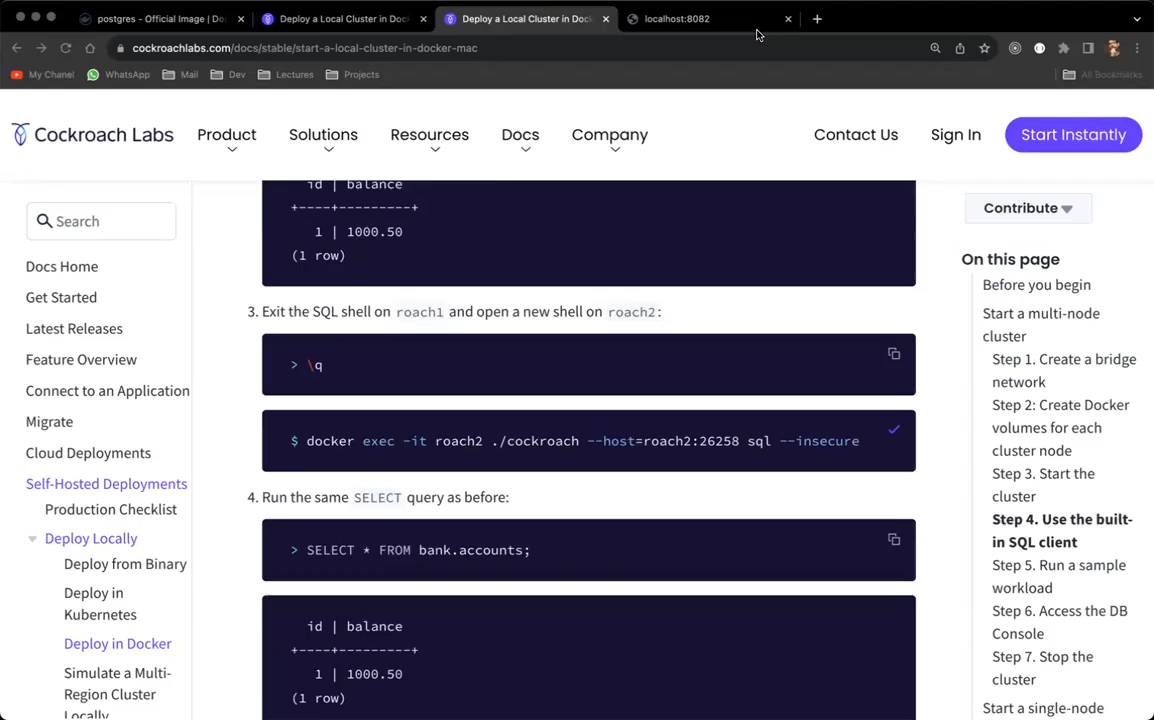 postgres - Official Image | Do
Deploy a Local Cluster in Doc
Deploy a Local Cluster in Doc
localhost:8082
cockroachlabs.com/docs/stable/start-a-local-cluster-in-docker-mac
My Chanel
WhatsApp
Mail
Dev
Lectures
Projects
All Bookmarks
Cockroach Labs
Product
Solutions
Resources
Docs
Company
Contact Us
Sign In
Start Instantly
Search
Docs Home
Get Started
Latest Releases
Feature Overview
Connect to an Application
Migrate
Cloud Deployments
Self-Hosted Deployments
Production Checklist
Deploy Locally
Deploy from Binary
Deploy in
Kubernetes
Deploy in Docker
Simulate a Multi-
Region Cluster
Locally
id | balance
+----+---------+
1 | 1000.50
(1 row)
3. Exit the SQL shell on roach1 and open a new shell on roach2:
> \q
$ docker exec -it roach2 ./cockroach --host=roach2:26258 sql --insecure
4. Run the same SELECT query as before:
> SELECT * FROM bank.accounts;
id | balance
+----+---------+
1 | 1000.50
(1 row)
Contribute
On this page
Before you begin
Start a multi-node
cluster
Step 1. Create a bridge
network
Step 2: Create Docker
volumes for each
cluster node
Step 3. Start the
cluster
Step 4. Use the built-
in SQL client
Step 5. Run a sample
workload
Step 6. Access the DB
Console
Step 7. Stop the
cluster
Start a single-node